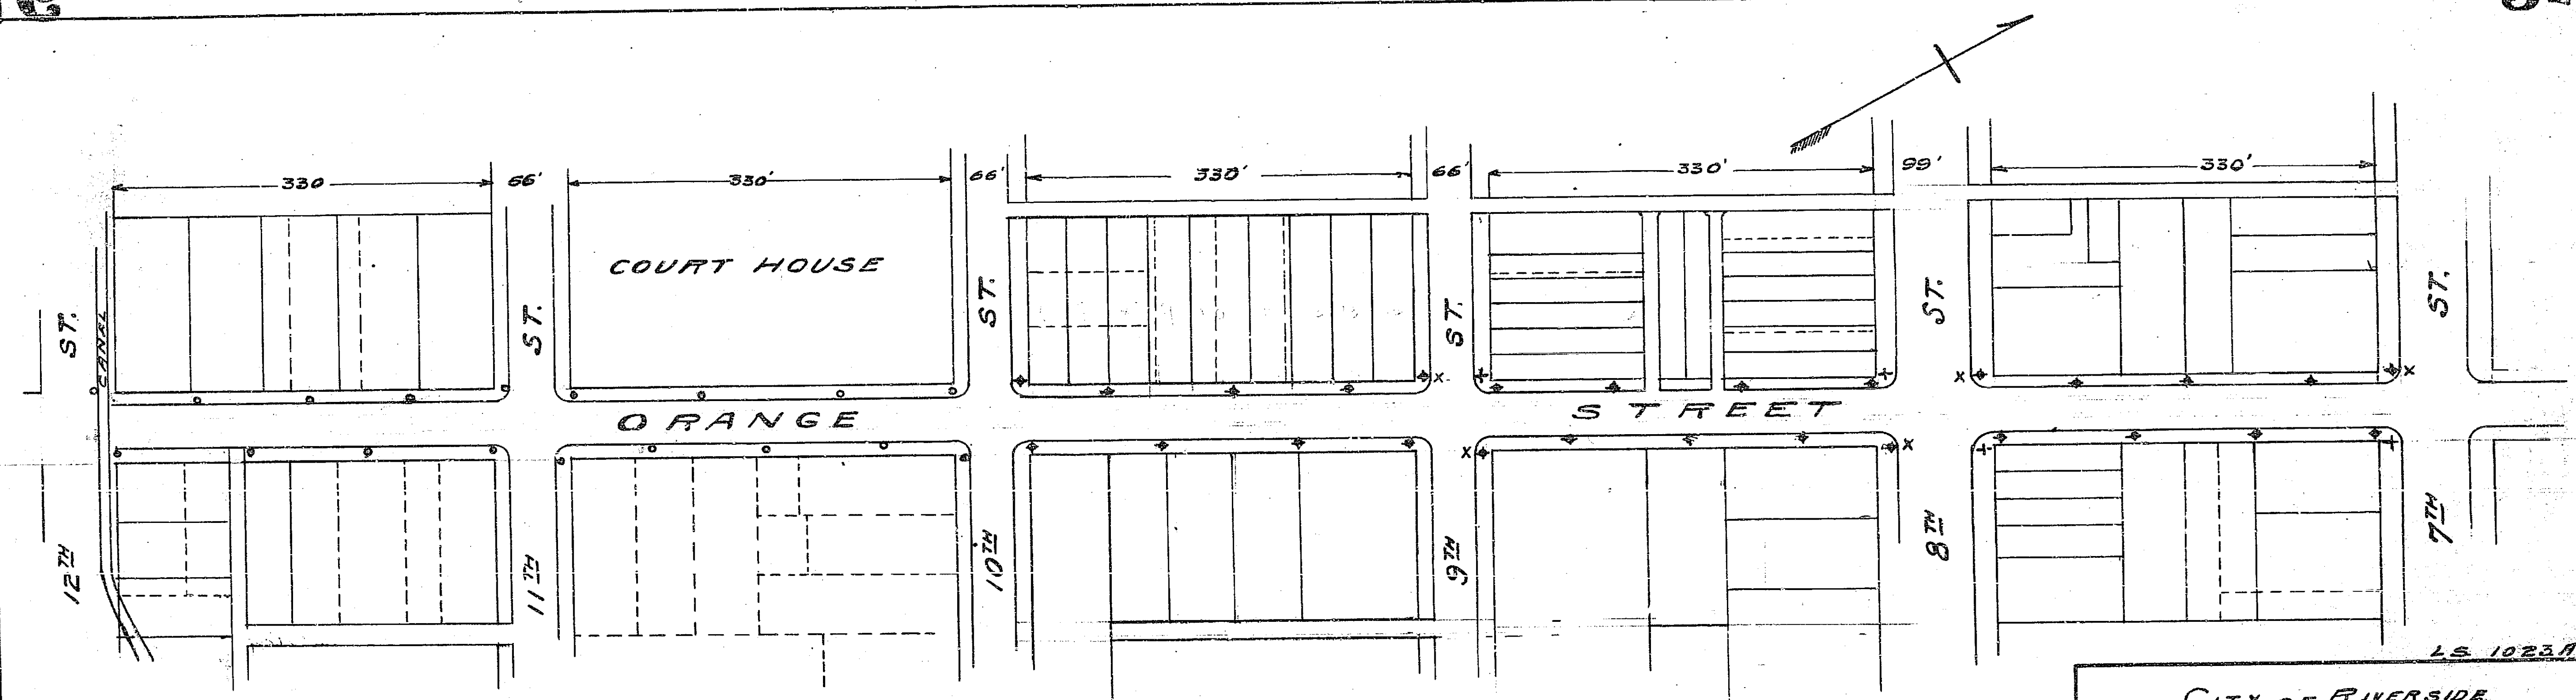 330 66' 330' 66' 330' 66' 330' 99' 330'
COURT HOUSE
ST. CANEL ST. ST. ST. ST. ST.
x x x x
ORANGE STREET
x x
12TH 11TH 10TH 9TH 8TH 7TH
LS 1023A
CITY OF RIVERSIDE